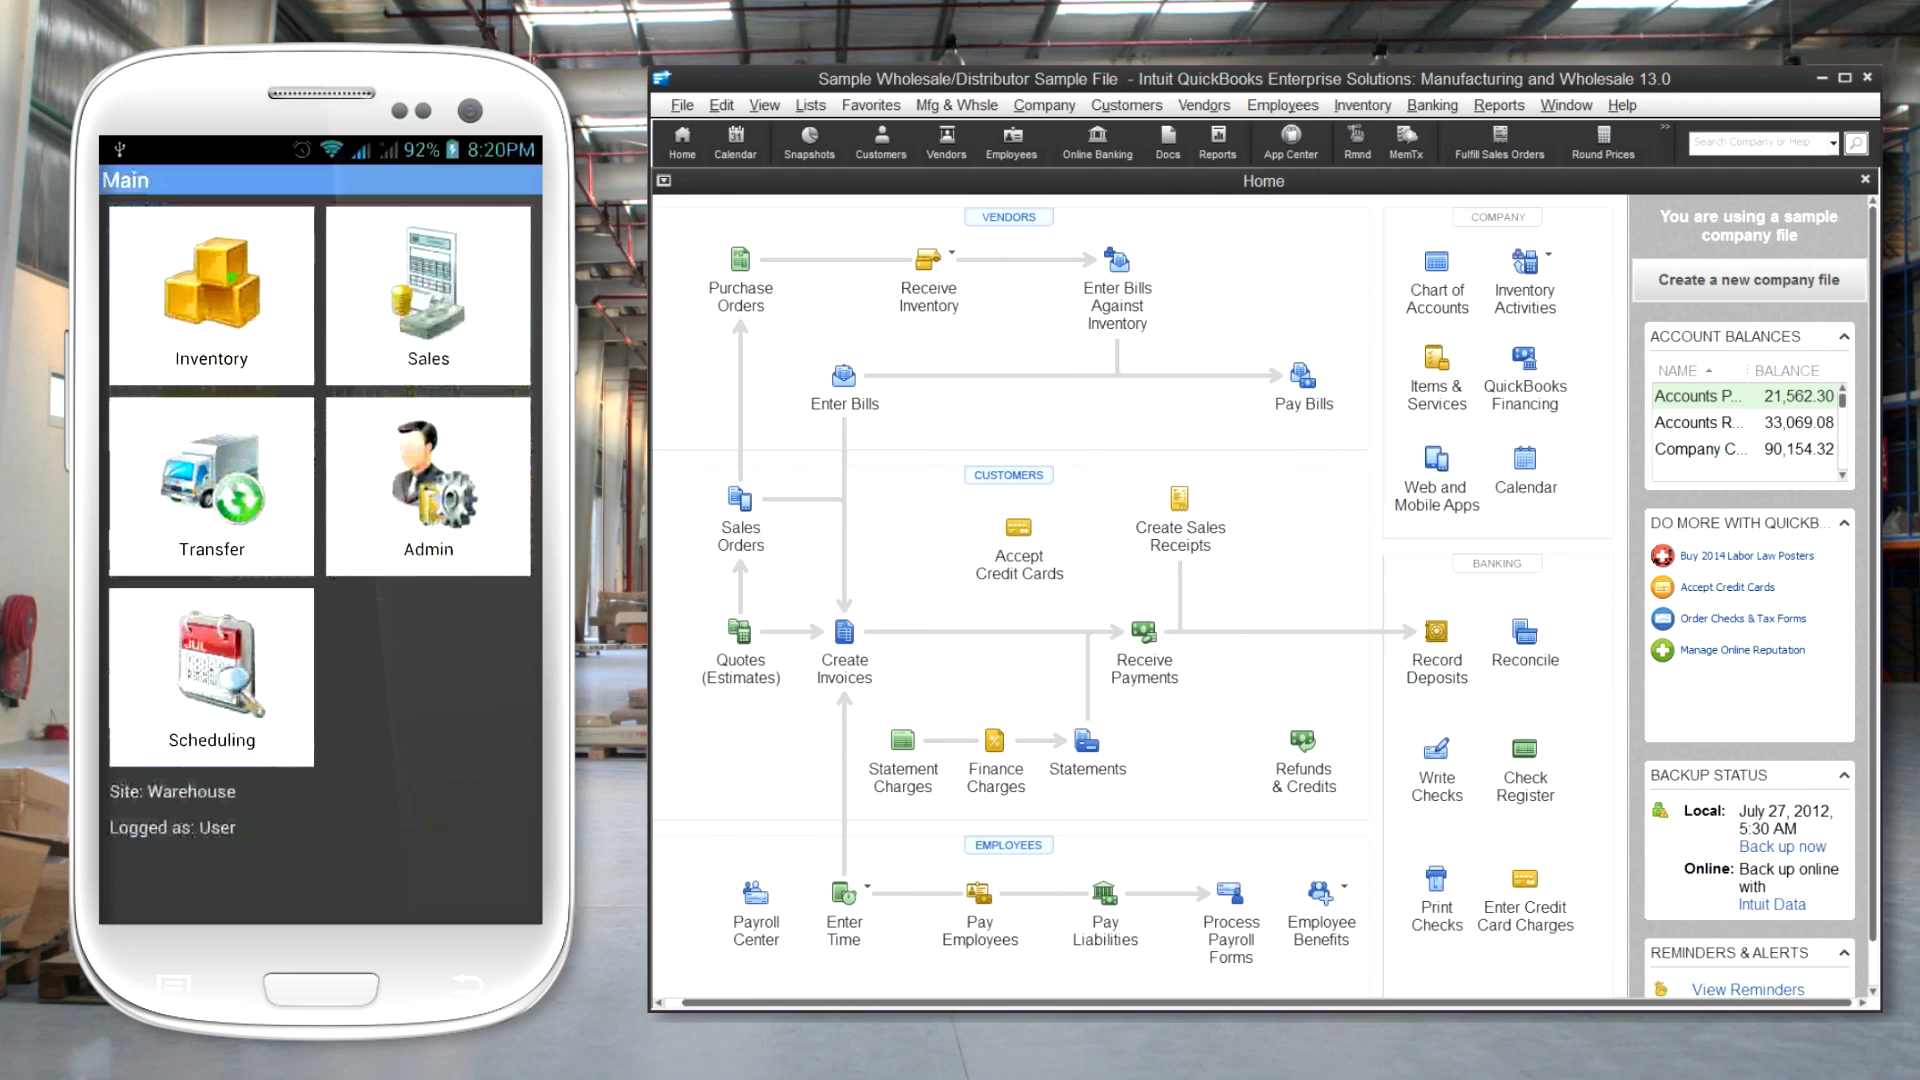 92% 8:20PM
Main
Inventory
Sales
Transfer
Admin
JUL
Scheduling
Site: Warehouse
Logged as: User
Sample Wholesale/Distributor Sample File - Intuit QuickBooks Enterprise Solutions: Manufacturing and Wholesale 13.0
File Edit View Lists Favorites Mfg & Whsle Company Customers Vendors Employees Inventory Banking Reports Window Help
Home Calendar Snapshots Customers Vendors Employees Online Banking Docs Reports App Center Rmnd MemTx Fulfill Sales Orders Round Prices
Search Company or Help
Home
VENDORS
Purchase
Orders
Receive
Inventory
Enter Bills
Against
Inventory
Enter Bills
Pay Bills
CUSTOMERS
Sales
Orders
Accept
Credit Cards
Create Sales
Receipts
Quotes
(Estimates)
Create
Invoices
Receive
Payments
Statement
Charges
Finance
Charges
Statements
Refunds
& Credits
EMPLOYEES
Payroll
Center
Enter
Time
Pay
Employees
Pay
Liabilities
Process
Payroll
Forms
Employee
Benefits
COMPANY
Chart of
Accounts
Inventory
Activities
Items &
Services
QuickBooks
Financing
Web and
Mobile Apps
Calendar
BANKING
Record
Deposits
Reconcile
Write
Checks
Check
Register
Print
Checks
Enter Credit
Card Charges
You are using a sample
company file
Create a new company file
ACCOUNT BALANCES
NAME BALANCE
Accounts P... 21,562.30
Accounts R... 33,069.08
Company C... 90,154.32
DO MORE WITH QUICKB...
Buy 2014 Labor Law Posters
Accept Credit Cards
Order Checks & Tax Forms
Manage Online Reputation
BACKUP STATUS
Local: July 27, 2012,
5:30 AM
Back up now
Online: Back up online
with
Intuit Data
REMINDERS & ALERTS
View Reminders